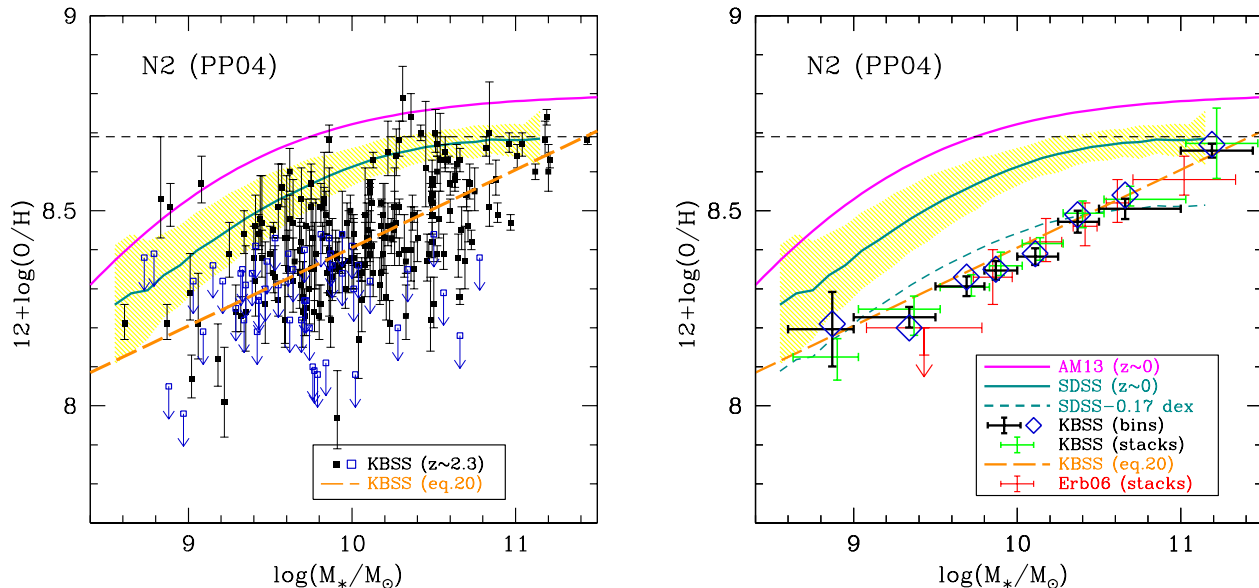 N2 (PP04)
9
8.5
8
12+log(O/H)
9
10
11
log(M*/M☉)
KBSS (z~2.3)
KBSS (eq.20)
N2 (PP04)
9
8.5
8
12+log(O/H)
9
10
11
log(M*/M☉)
AM13 (z~0)
SDSS (z~0)
SDSS-0.17 dex
KBSS (bins)
KBSS (stacks)
KBSS (eq.20)
Erb06 (stacks)